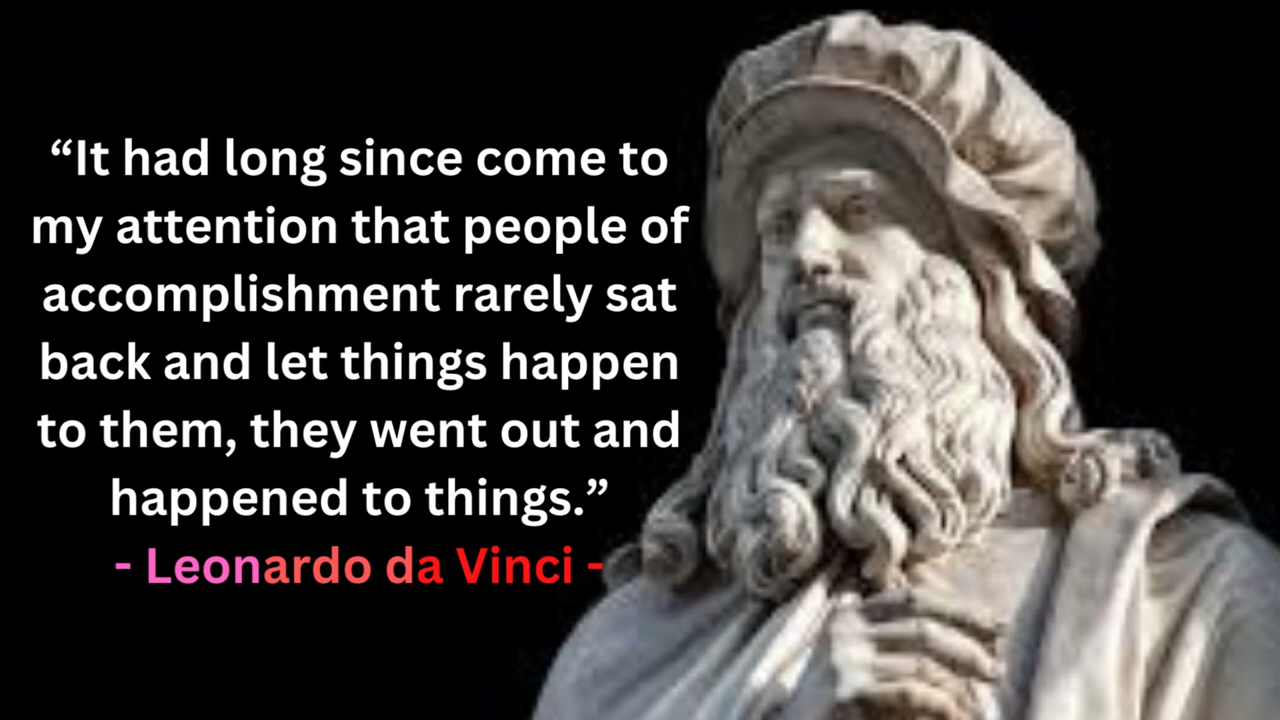 “It had long since come to
my attention that people of
accomplishment rarely sat
back and let things happen
to them, they went out and
happened to things.”
- Leonardo da Vinci -